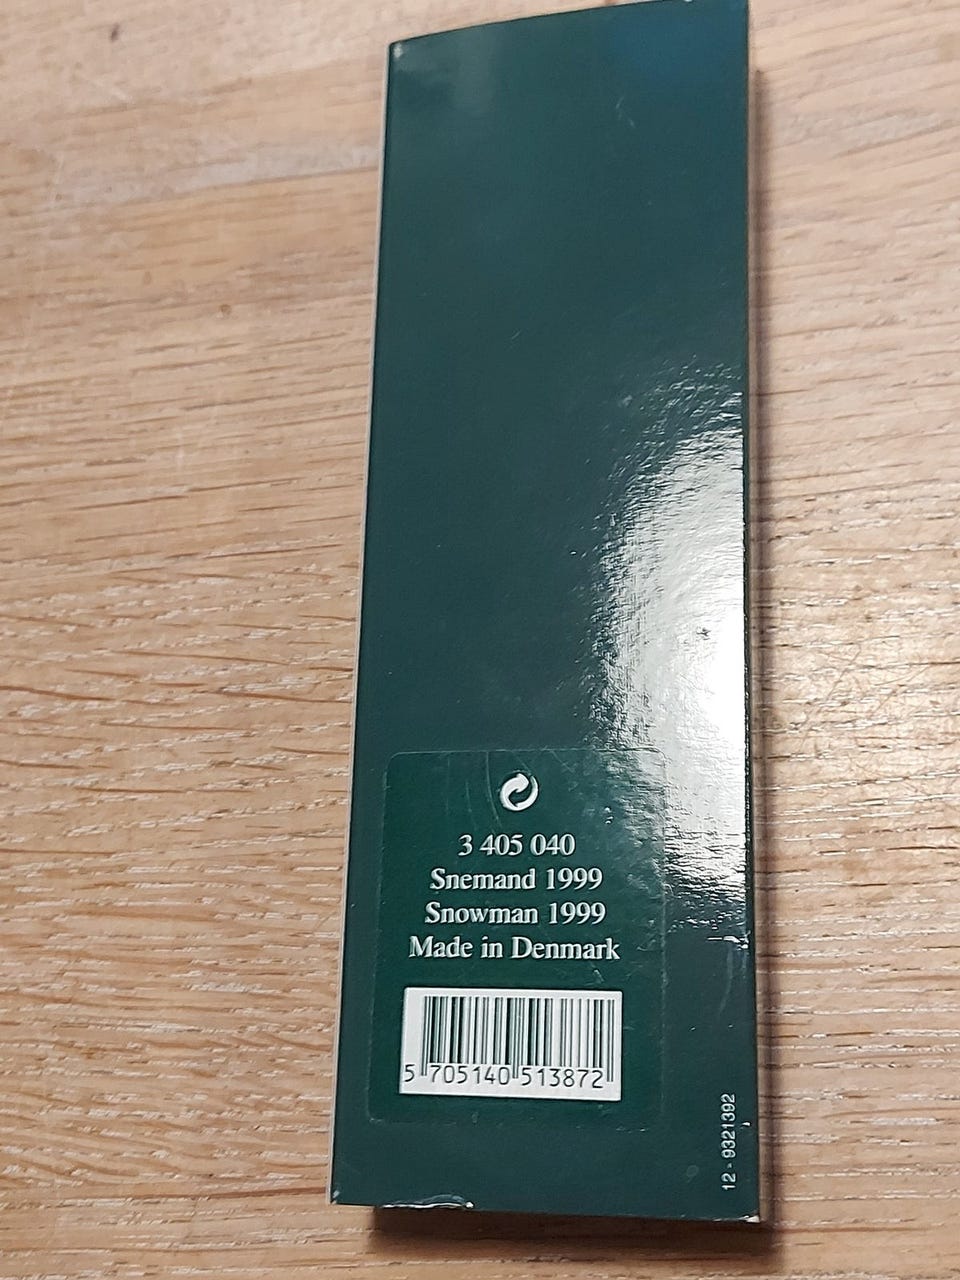 3 405 040
Snemand 1999
Snowman 1999
Made in Denmark
5 705140 513872
12 - 9321392